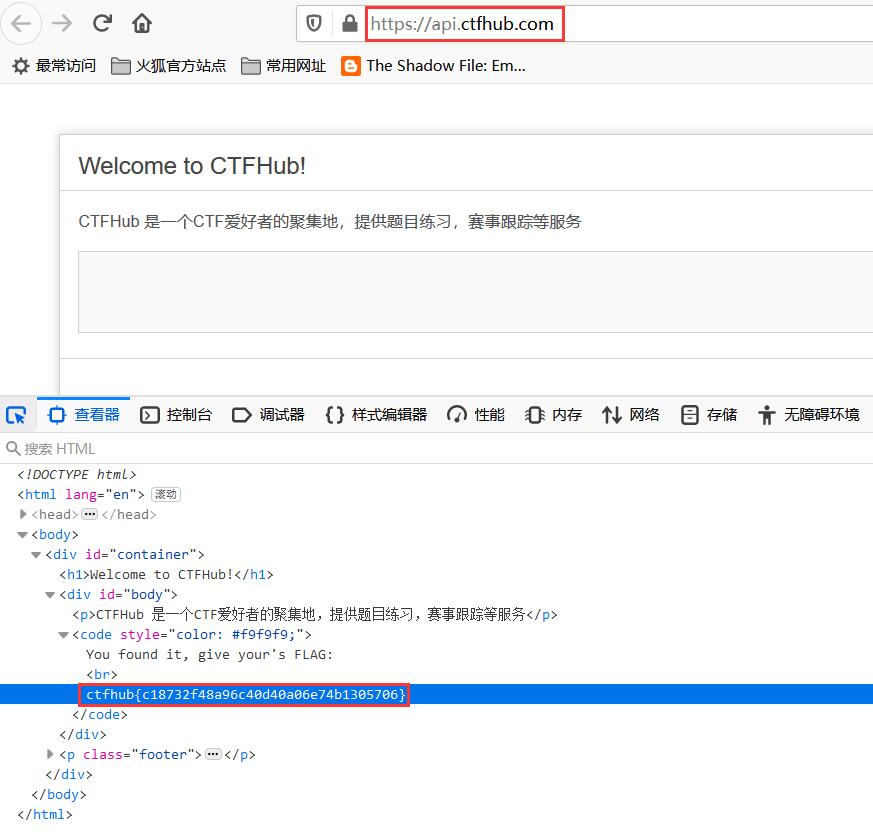 https://api.ctfhub.com
最常访问 火狐官方站点 常用网址 The Shadow File: Em...
Welcome to CTFHub!
CTFHub 是一个CTF爱好者的聚集地，提供题目练习，赛事跟踪等服务
查看器 控制台 调试器 {} 样式编辑器 性能 内存 网络 存储 无障碍环境
搜索 HTML
<!DOCTYPE html>
<html lang="en"> 滚动
<head> ••• </head>
<body>
<div id="container">
<h1>Welcome to CTFHub!</h1>
<div id="body">
<p>CTFHub 是一个CTF爱好者的聚集地，提供题目练习，赛事跟踪等服务</p>
<code style="color: #f9f9f9;">
You found it, give your's FLAG:
<br>
ctfhub{c18732f48a96c40d40a06e74b1305706}
</code>
</div>
<p class="footer"> ••• </p>
</div>
</body>
</html>